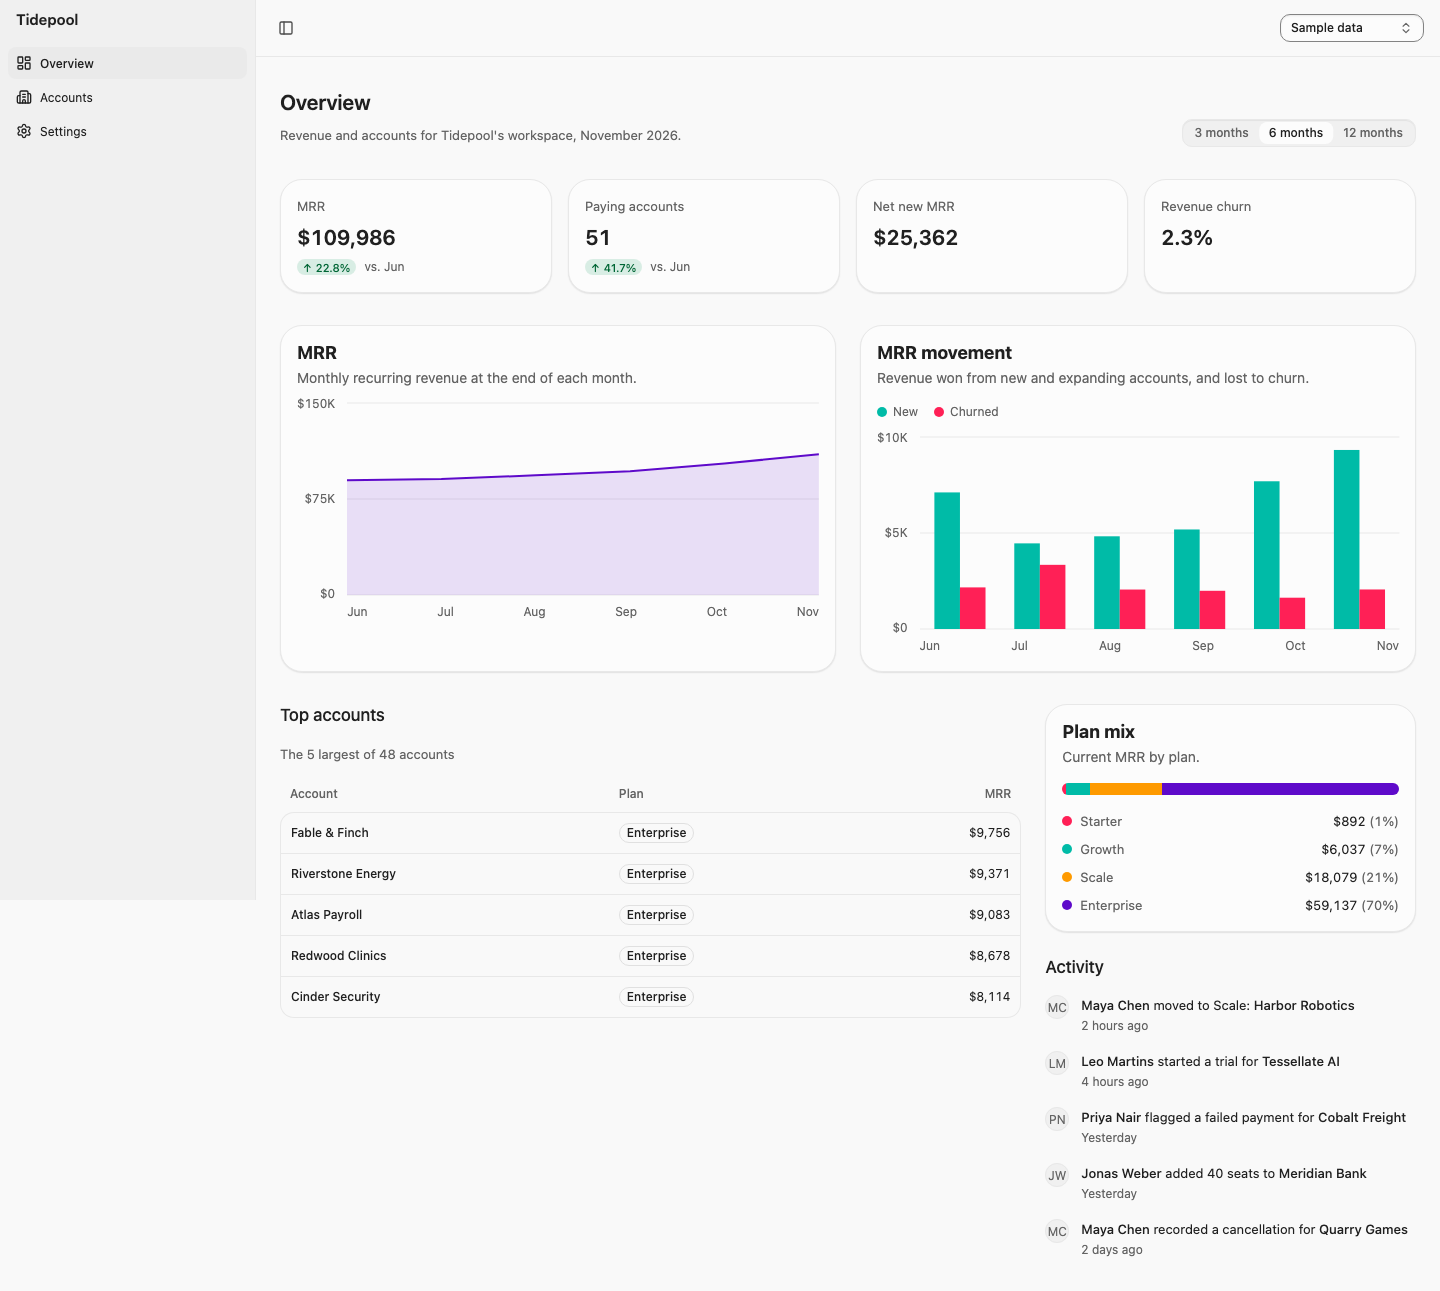 Tidepool
Overview
Accounts
Settings
Sample data
Overview
Revenue and accounts for Tidepool's workspace, November 2026.
3 months 6 months 12 months
MRR
$109,986
↑ 22.8% vs. Jun
Paying accounts
51
↑ 41.7% vs. Jun
Net new MRR
$25,362
Revenue churn
2.3%
MRR
Monthly recurring revenue at the end of each month.
$150K
$75K
$0
Jun Jul Aug Sep Oct Nov
MRR movement
Revenue won from new and expanding accounts, and lost to churn.
New Churned
$10K
$5K
$0
Jun Jul Aug Sep Oct Nov
Top accounts
The 5 largest of 48 accounts
Account Plan MRR
Fable & Finch Enterprise $9,756
Riverstone Energy Enterprise $9,371
Atlas Payroll Enterprise $9,083
Redwood Clinics Enterprise $8,678
Cinder Security Enterprise $8,114
Plan mix
Current MRR by plan.
Starter $892 (1%)
Growth $6,037 (7%)
Scale $18,079 (21%)
Enterprise $59,137 (70%)
Activity
MC Maya Chen moved to Scale: Harbor Robotics
2 hours ago
LM Leo Martins started a trial for Tessellate AI
4 hours ago
PN Priya Nair flagged a failed payment for Cobalt Freight
Yesterday
JW Jonas Weber added 40 seats to Meridian Bank
Yesterday
MC Maya Chen recorded a cancellation for Quarry Games
2 days ago